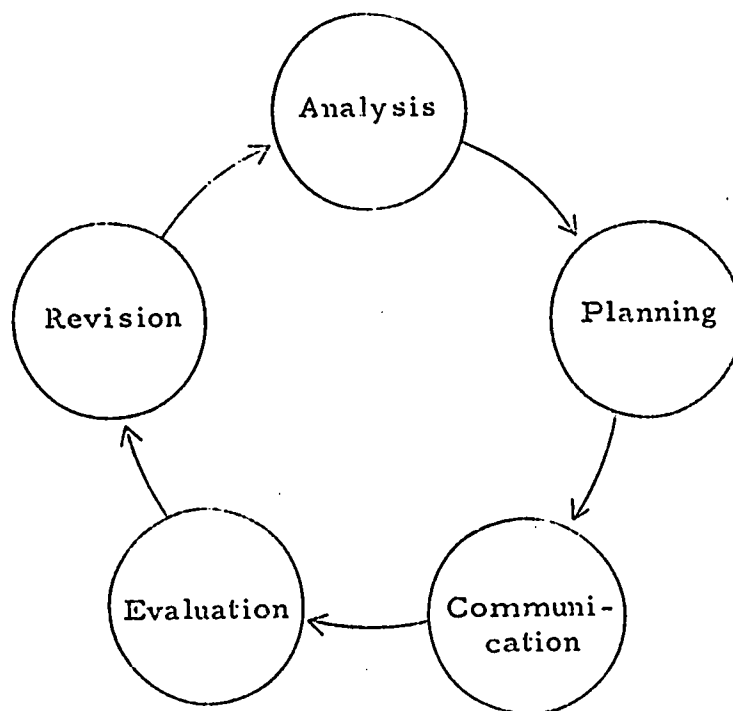 Analysis
Planning
Communi-
cation
Evaluation
Revision